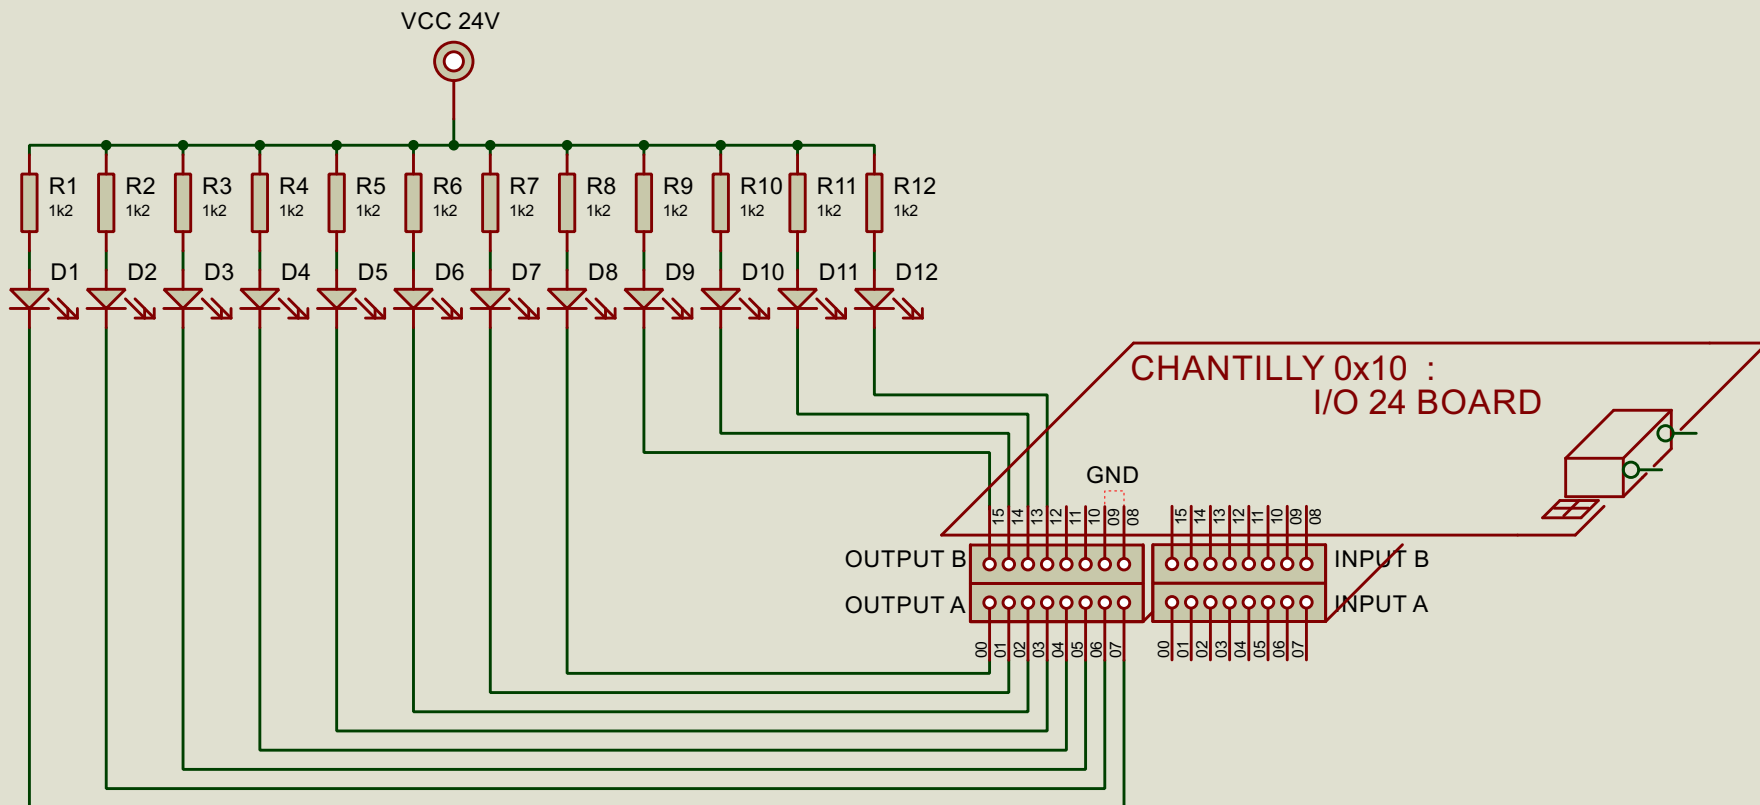 VCC 24V
R1 R2 R3 R4 R5 R6 R7 R8 R9 R10 R11 R12
1k2 1k2 1k2 1k2 1k2 1k2 1k2 1k2 1k2 1k2 1k2 1k2
D1 D2 D3 D4 D5 D6 D7 D8 D9 D10 D11 D12
CHANTILLY 0x10 :
I/O 24 BOARD
GND
15 14 13 12 11 10 09 08 15 14 13 12 11 10 09 08
OUTPUT B INPUT B
OUTPUT A INPUT A
00 01 02 03 04 05 06 07 00 01 02 03 04 05 06 07